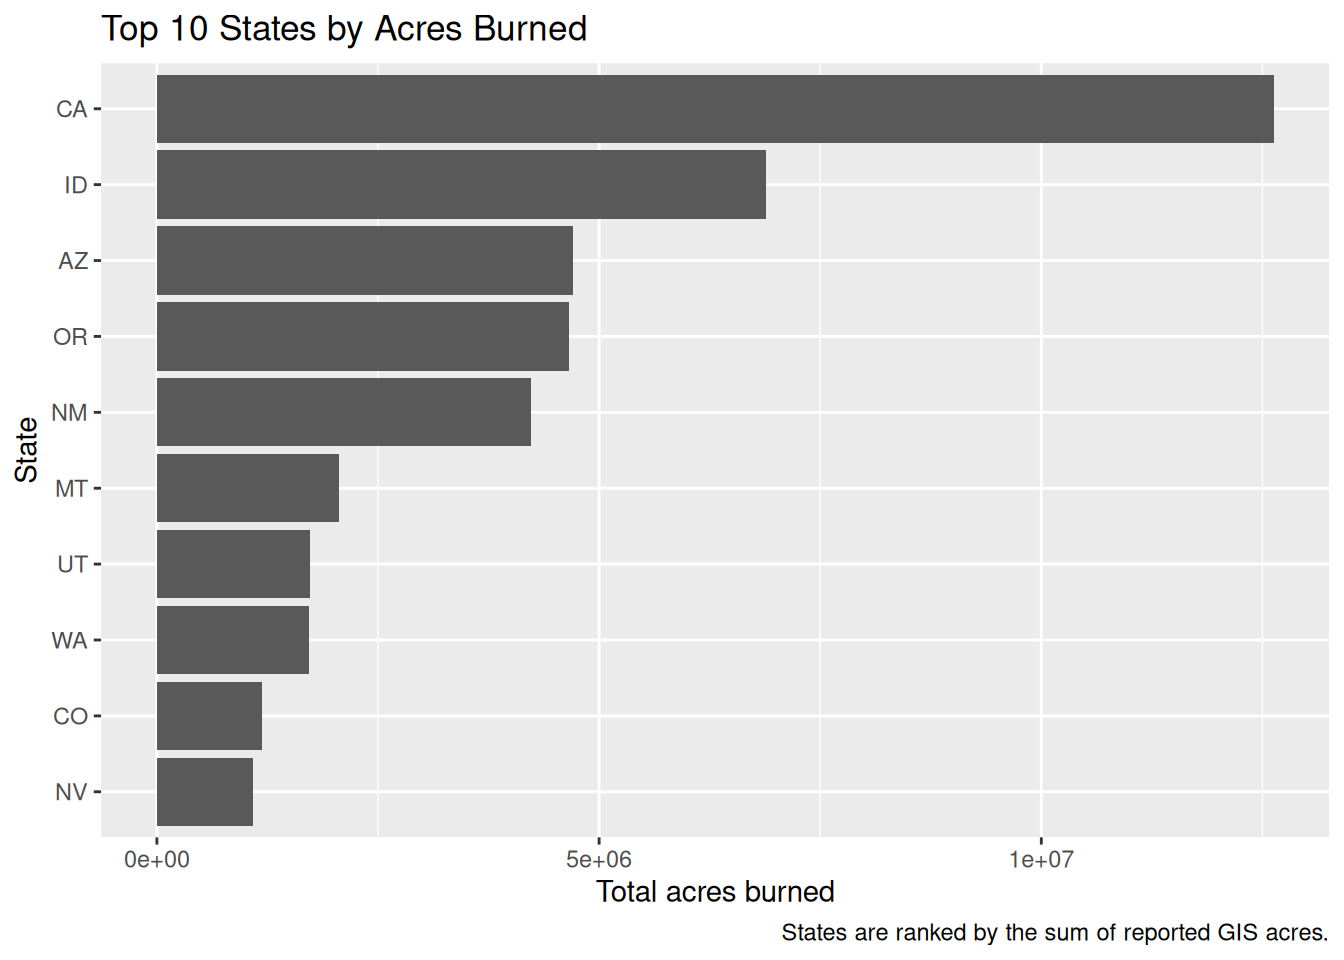 Top 10 States by Acres Burned
CA
ID
AZ
OR
NM
MT
UT
WA
CO
NV
State
0e+00 5e+06 1e+07
Total acres burned
States are ranked by the sum of reported GIS acres.